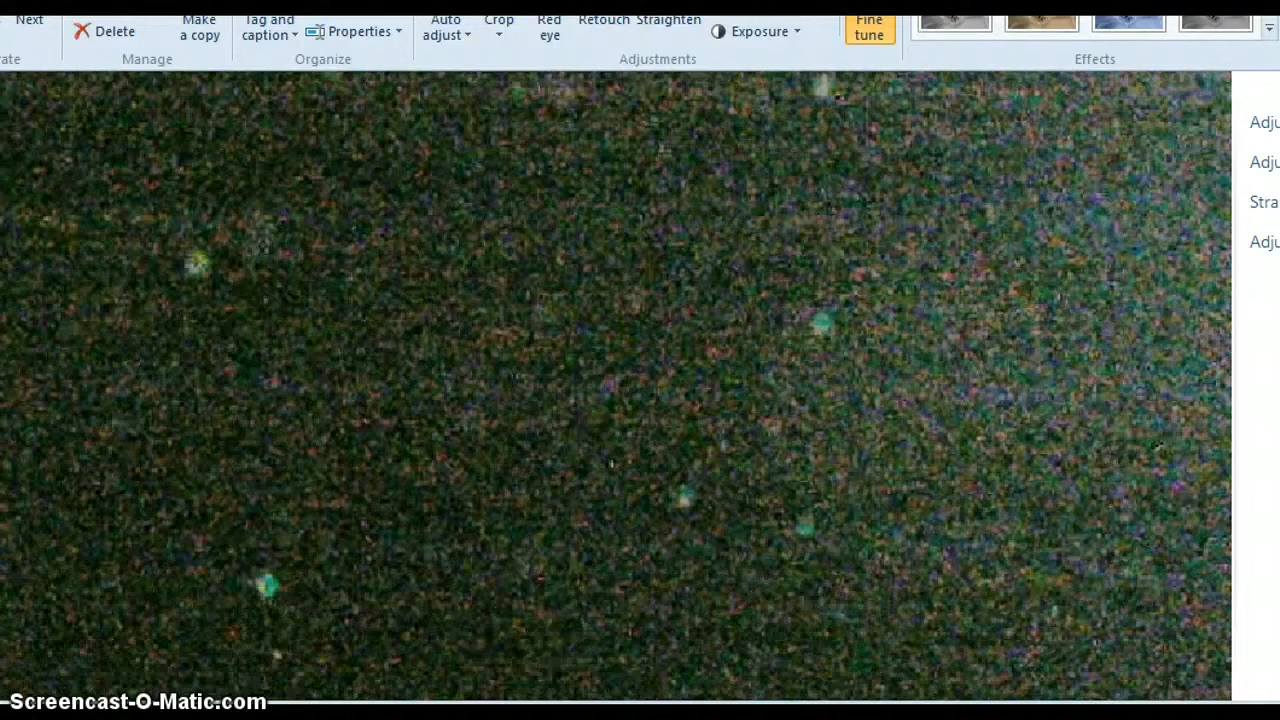 Next
Delete
Make
a copy
Tag and
caption
Properties
Auto
adjust
Crop
Red
eye
Retouch
Straighten
Exposure
Fine
tune
rate
Manage
Organize
Adjustments
Effects
Adju
Adju
Stra
Adju
Screencast-O-Matic.com